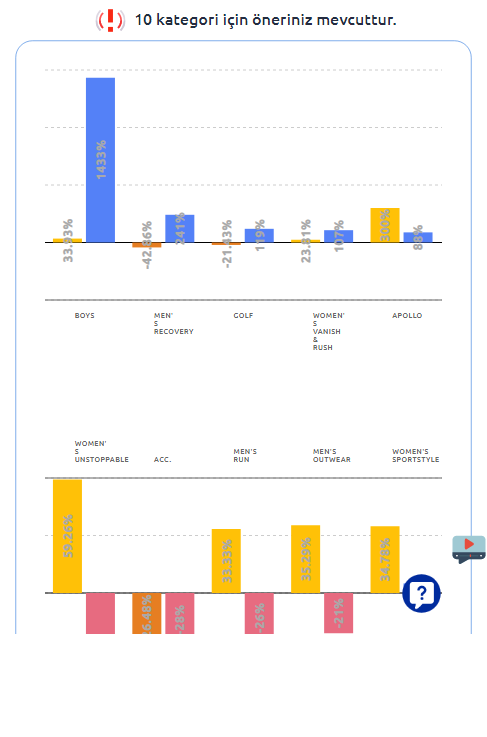 10 kategori için öneriniz mevcuttur.
33.93%
1433%
-42.86%
241%
-21.43%
119%
23.81%
107%
300%
88%
BOYS
MEN'
S
RECOVERY
GOLF
WOMEN'
S
VANISH
&
RUSH
APOLLO
WOMEN'
S
UNSTOPPABLE
ACC.
MEN'S
RUN
MEN'S
OUTWEAR
WOMEN'S
SPORTSTYLE
59.26%
33.33%
35.29%
34.78%
-28%
-26%
-21%
?